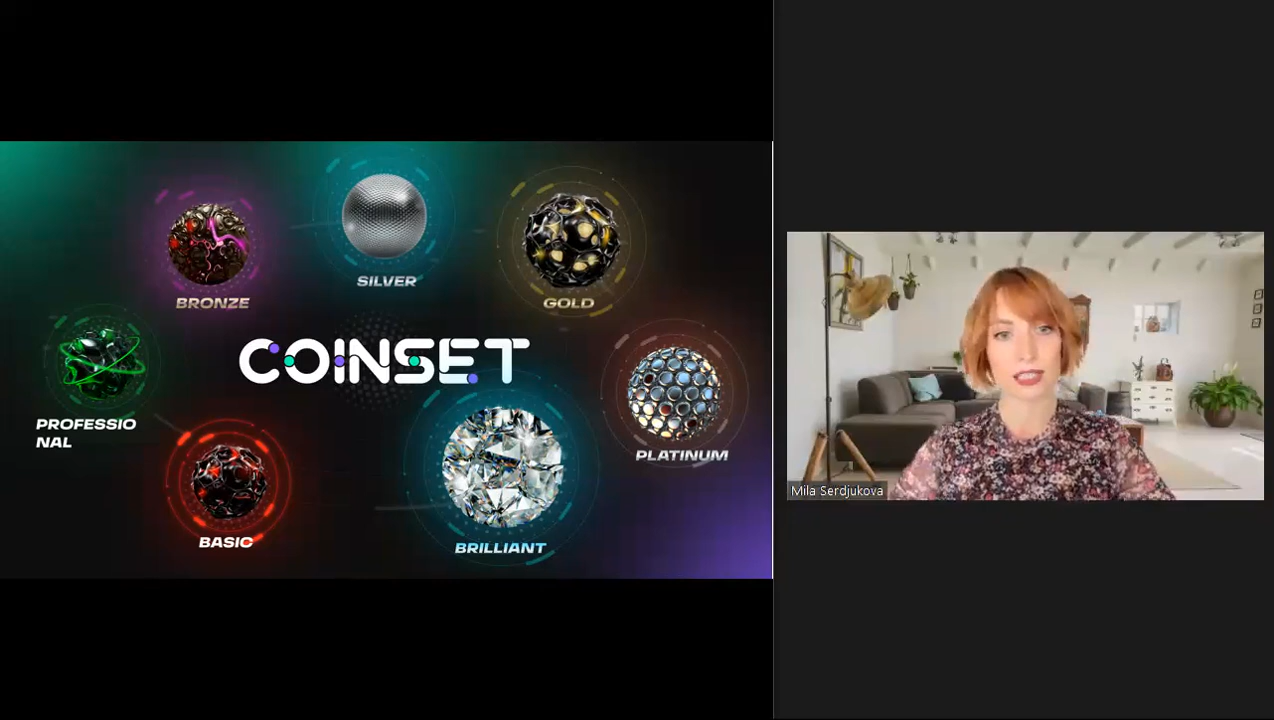 BRONZE
SILVER
GOLD
COINSET
PROFESSIO
NAL
PLATINUM
BASIC
BRILLIANT
Mila Serdjukova